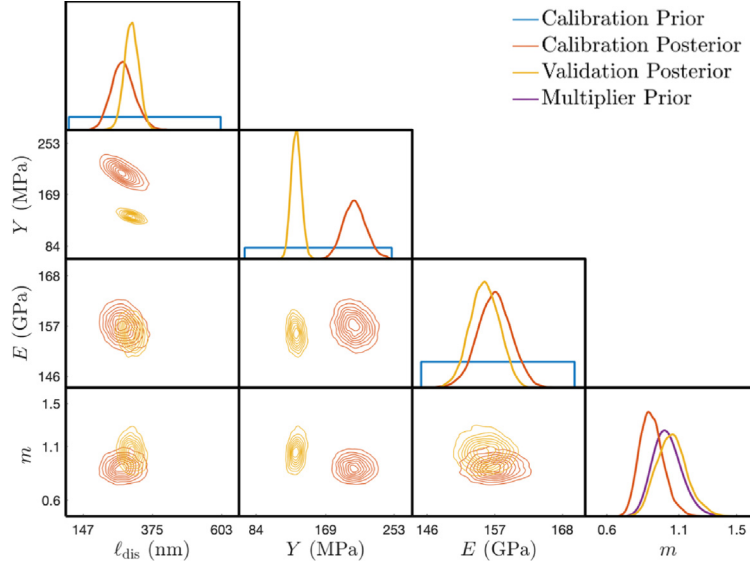 Calibration Prior
Calibration Posterior
Validation Posterior
Multiplier Prior
253
169
84
Y (MPa)
168
157
146
E (GPa)
1.5
1.1
0.6
m
147 375 603 84 169 253 146 157 168 0.6 1.1 1.5
ℓdis (nm) Y (MPa) E (GPa) m